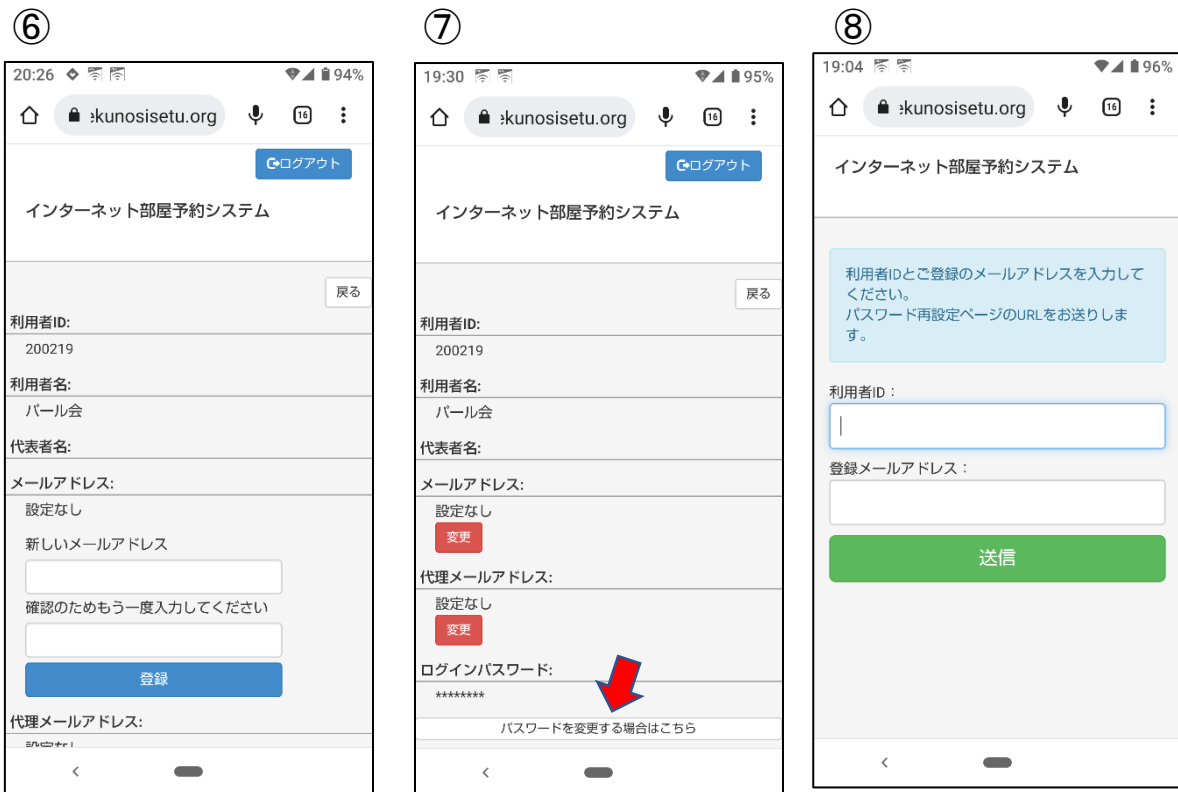 ⑥
20:26 94%
ekunosisetu.org 16
ログアウト
インターネット部屋予約システム
戻る
利用者ID:
200219
利用者名:
パール会
代表者名:
メールアドレス:
設定なし
新しいメールアドレス
確認のためもう一度入力してください
登録
代理メールアドレス:
設定なし
⑦
19:30 95%
ekunosisetu.org 16
ログアウト
インターネット部屋予約システム
戻る
利用者ID:
200219
利用者名:
パール会
代表者名:
メールアドレス:
設定なし
変更
代理メールアドレス:
設定なし
変更
ログインパスワード:
********
パスワードを変更する場合はこちら
⑧
19:04 96%
ekunosisetu.org 16
インターネット部屋予約システム
利用者IDとご登録のメールアドレスを入力して
ください。
パスワード再設定ページのURLをお送りしま
す。
利用者ID：
登録メールアドレス：
送信